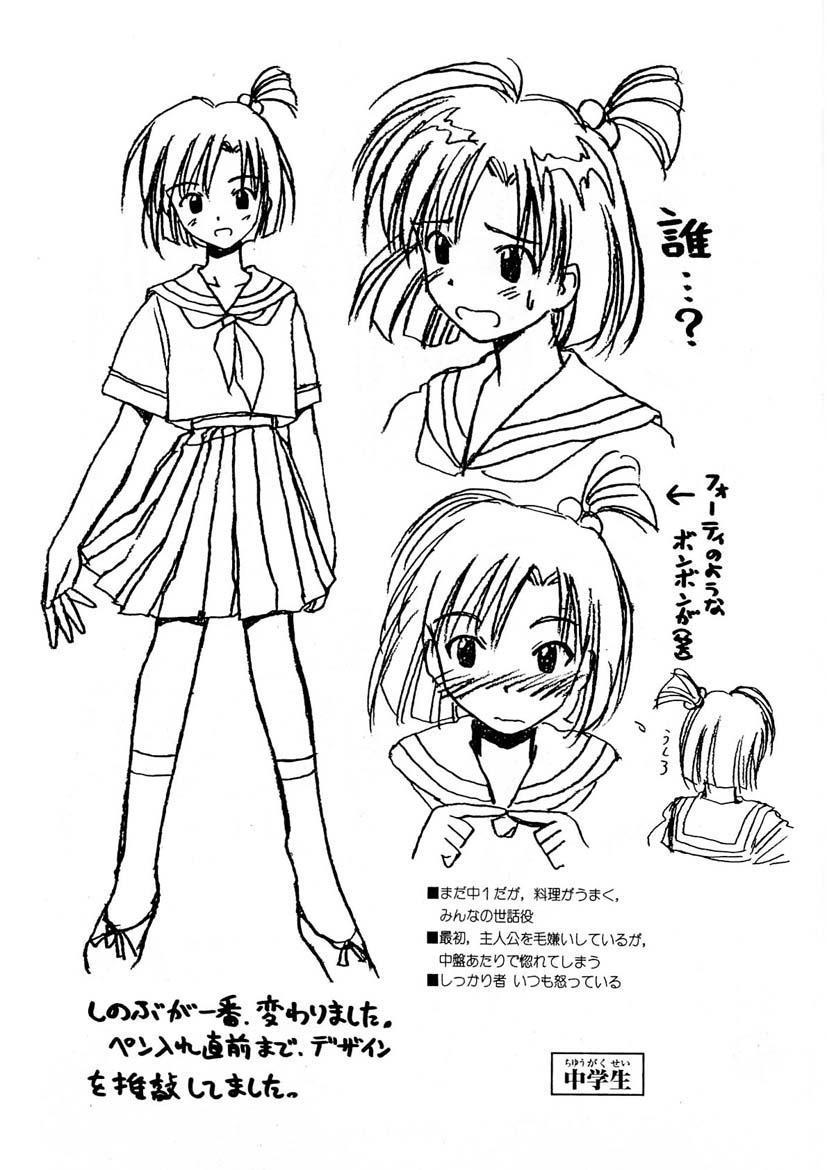 誰…?
フォーティのような
ボンボンが(笑)
←
うしろ
■まだ中1だが，料理がうまく，
みんなの世話役
■最初，主人公を毛嫌いしているが，
中盤あたりで惚れてしまう
■しっかり者 いつも怒っている
しのぶが一番、変わりました。
ペン入れ直前まで、デザイン
を推敲してました。
ちゅうがくせい
中学生